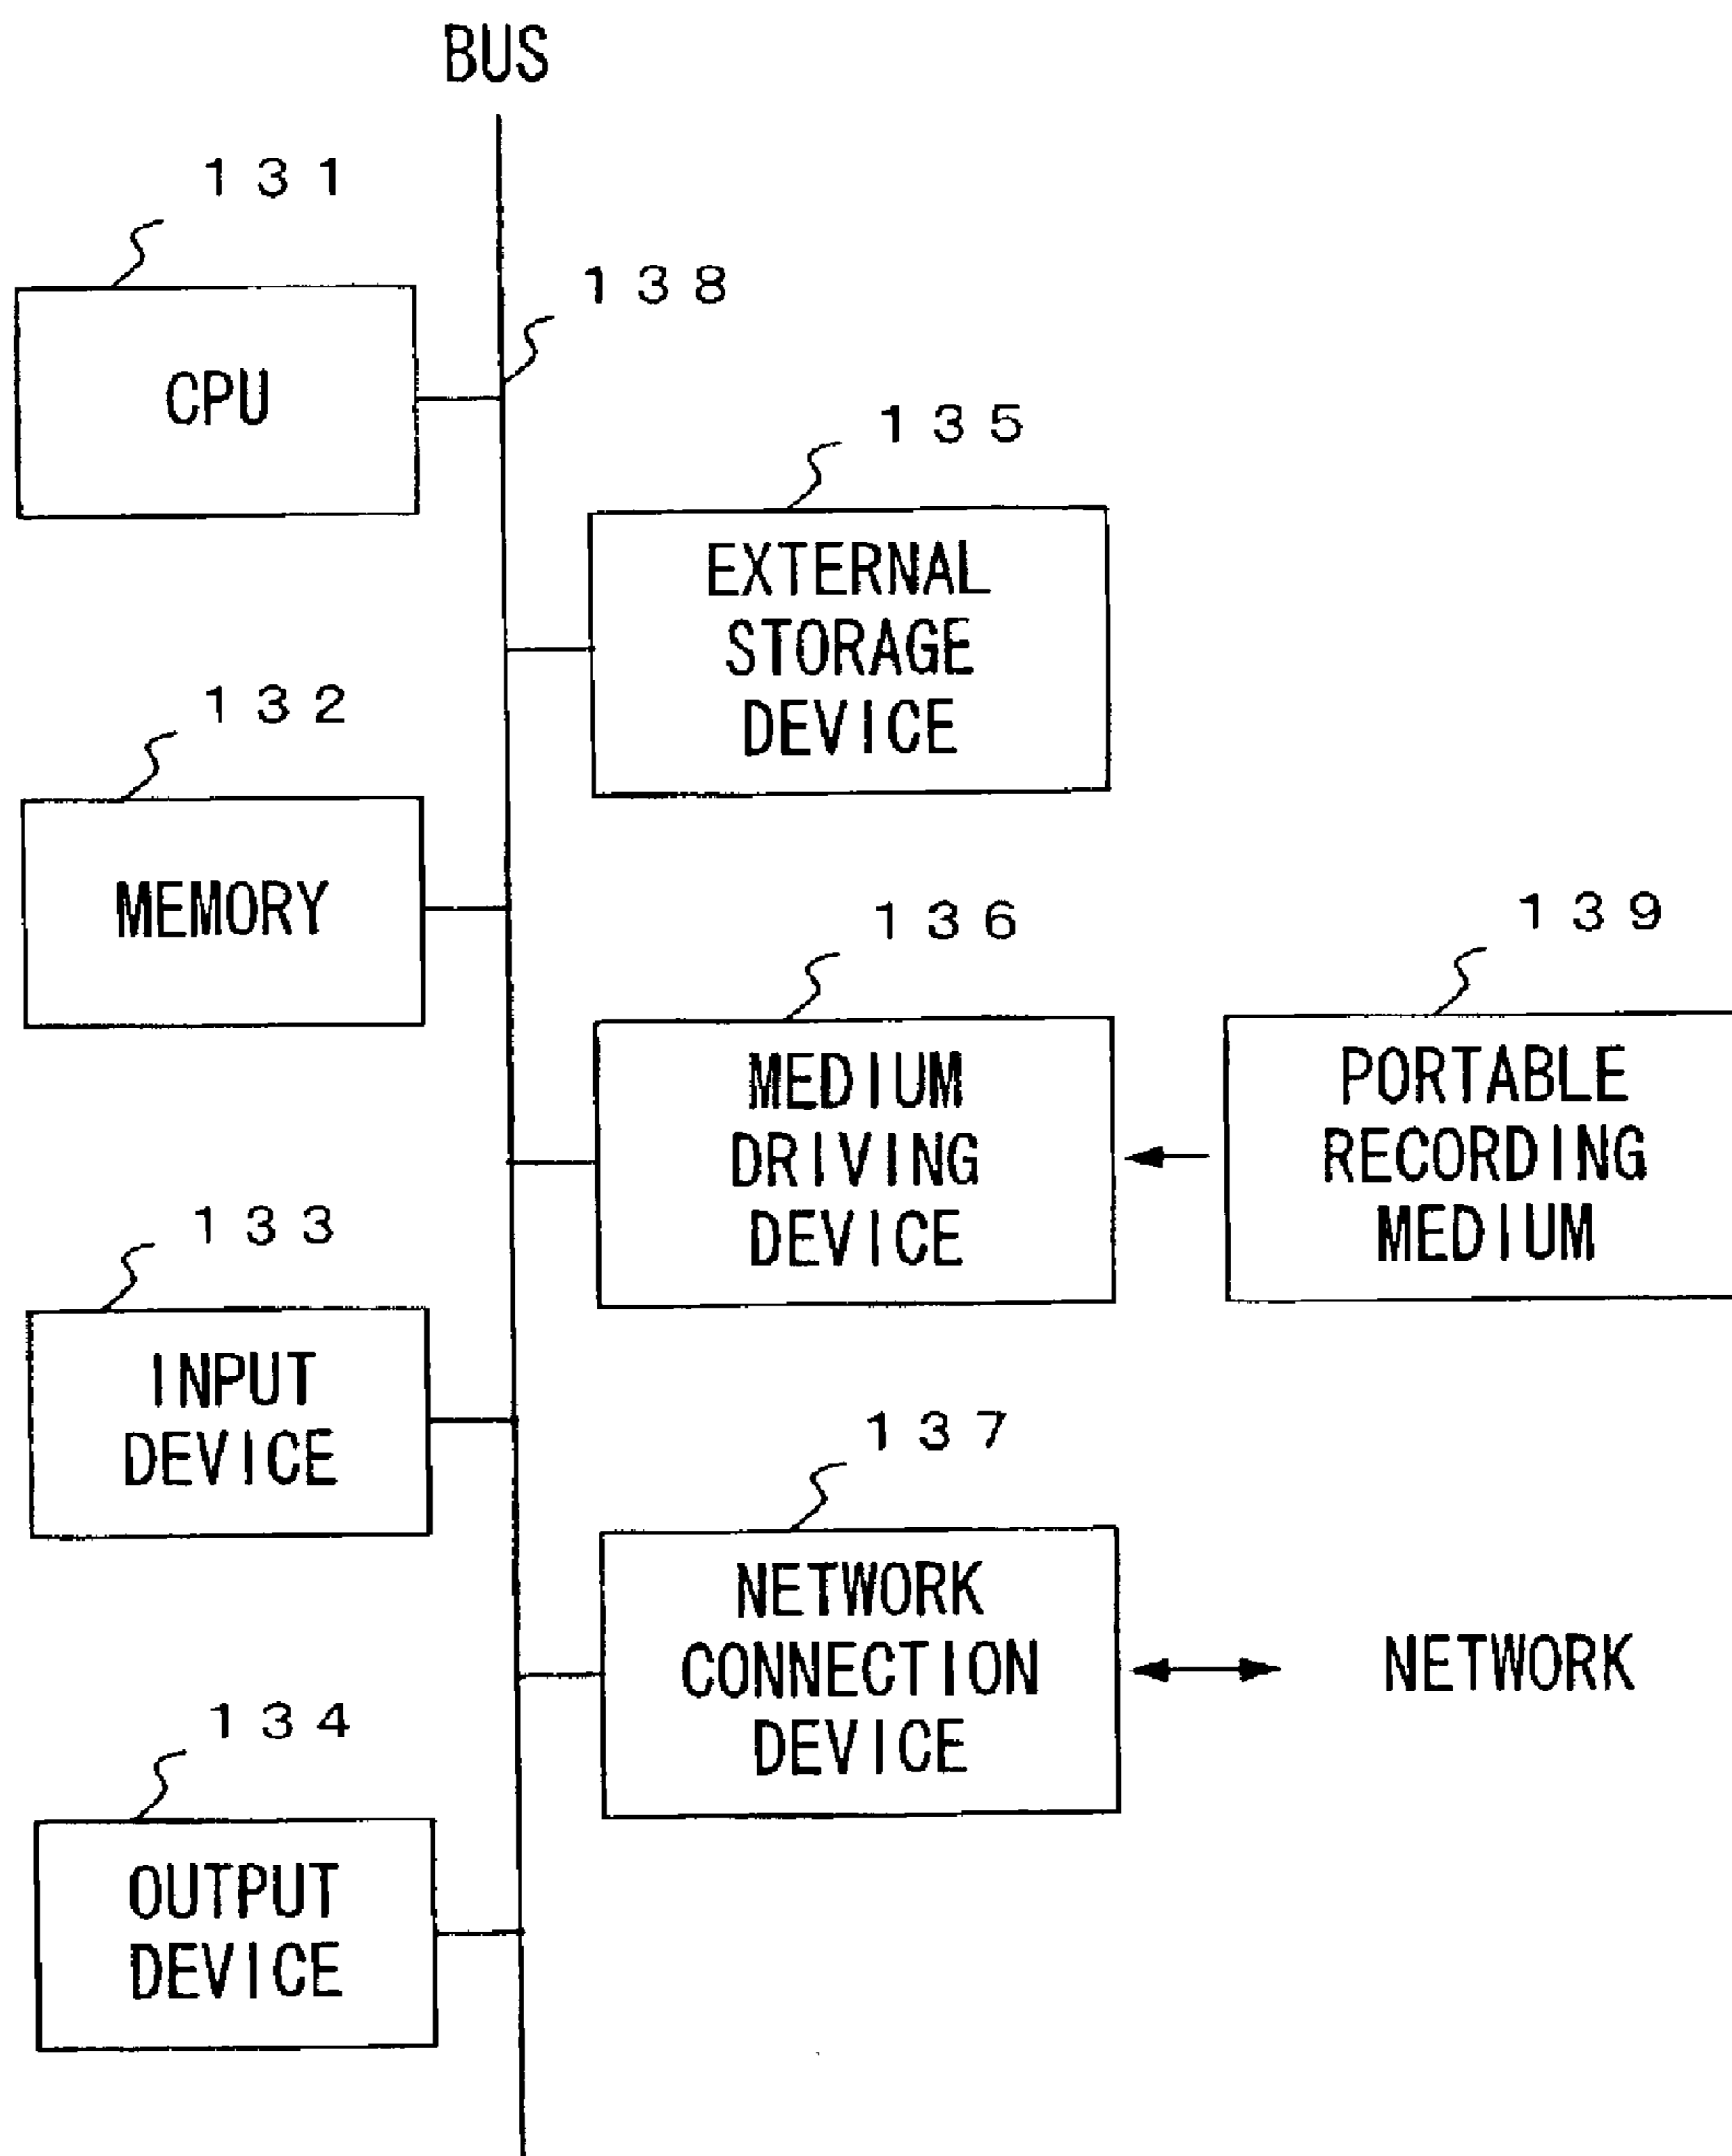 BUS
131
138
CPU
135
EXTERNAL
STORAGE
DEVICE
132
MEMORY
136
139
MEDIUM
DRIVING
DEVICE
PORTABLE
RECORDING
MEDIUM
133
INPUT
DEVICE
137
NETWORK
CONNECTION
DEVICE
NETWORK
134
OUTPUT
DEVICE